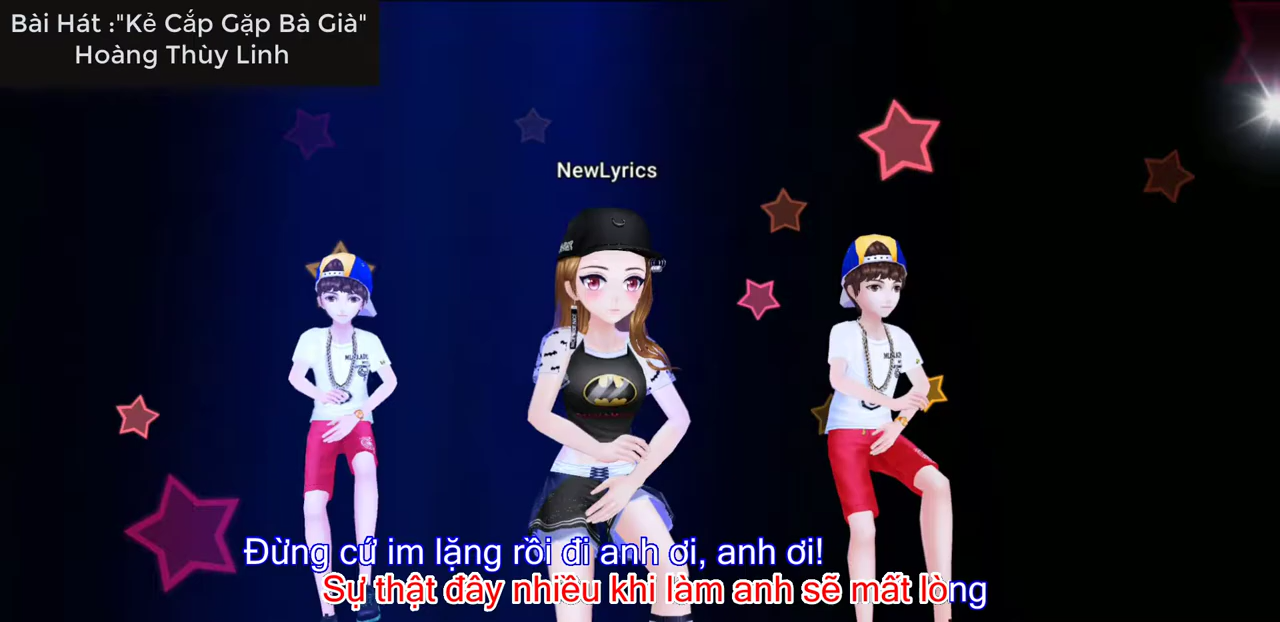 Bài Hát :"Kẻ Cắp Gặp Bà Già"
Hoàng Thùy Linh
NewLyrics
Đừng cứ im lặng rồi đi anh ơi, anh ơi!
Sự thật đây nhiều khi làm anh sẽ mất lòng